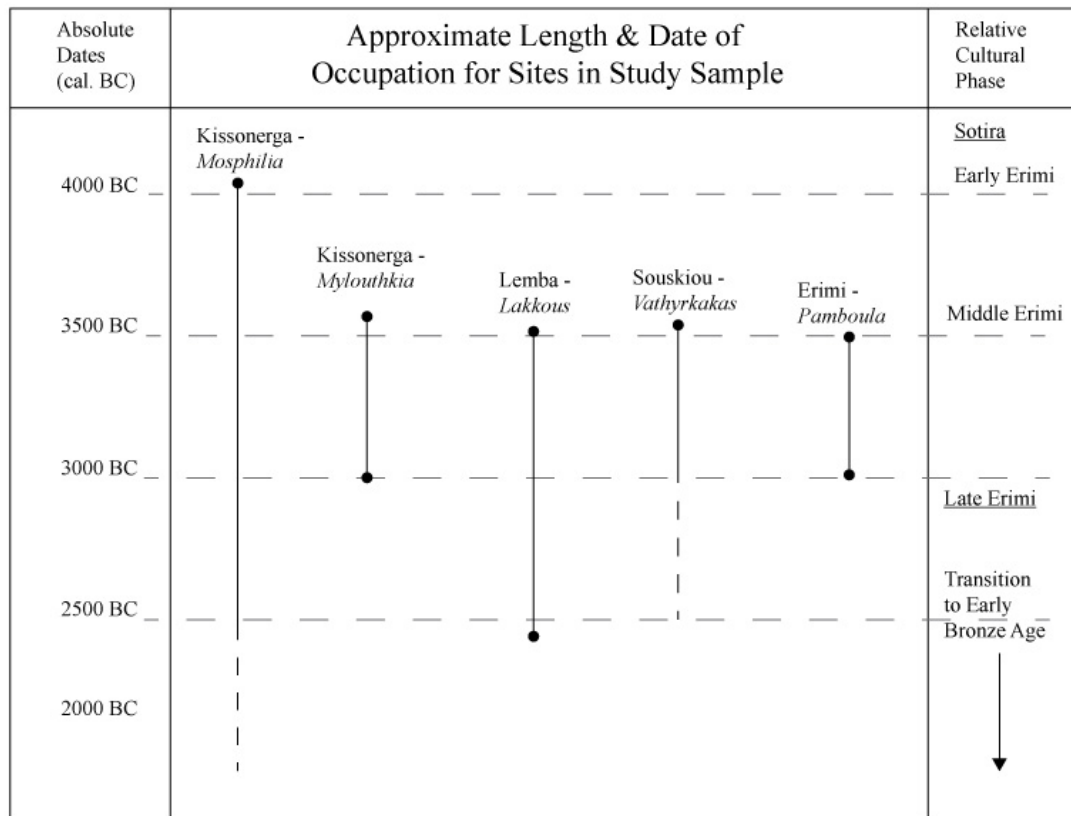 Absolute
Dates
(cal. BC)
Approximate Length & Date of
Occupation for Sites in Study Sample
Relative
Cultural
Phase
Kissonerga -
Mosphilia
Sotira
4000 BC
Early Erimi
Kissonerga -
Mylouthkia
Lemba -
Lakkous
Souskiou -
Vathyrkakas
Erimi -
Pamboula
3500 BC
Middle Erimi
3000 BC
Late Erimi
2500 BC
Transition
to Early
Bronze Age
2000 BC